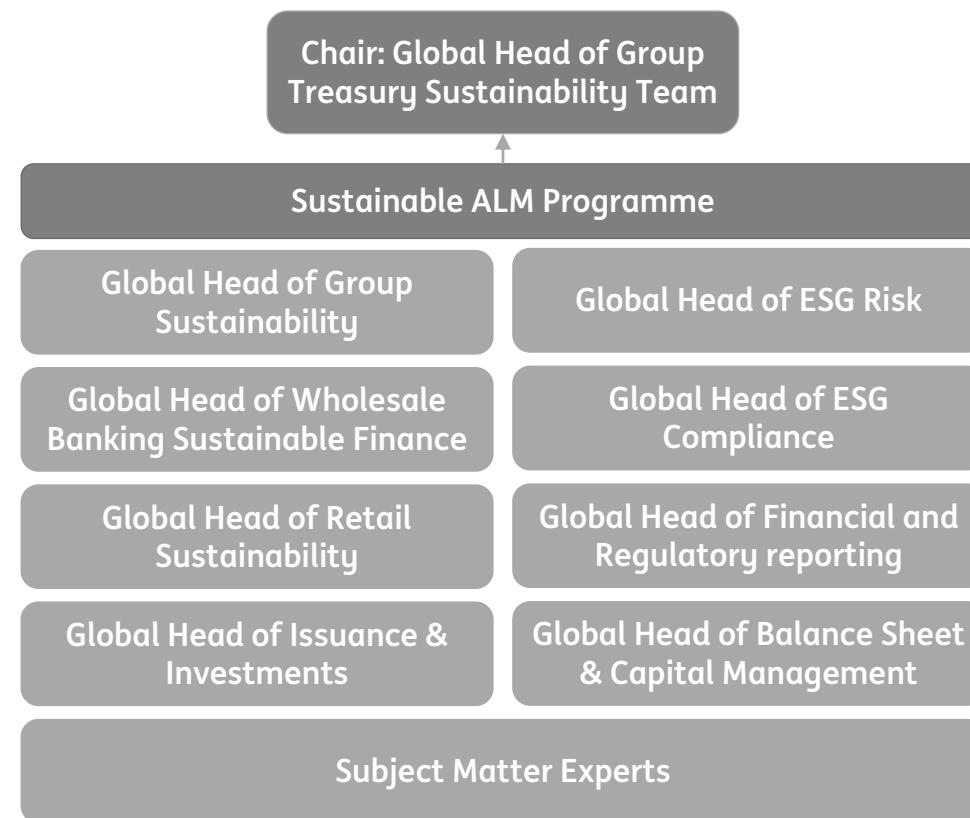 Chair: Global Head of Group
Treasury Sustainability Team
Sustainable ALM Programme
Global Head of Group
Sustainability
Global Head of ESG Risk
Global Head of Wholesale
Banking Sustainable Finance
Global Head of ESG
Compliance
Global Head of Retail
Sustainability
Global Head of Financial and
Regulatory reporting
Global Head of Issuance &
Investments
Global Head of Balance Sheet
& Capital Management
Subject Matter Experts